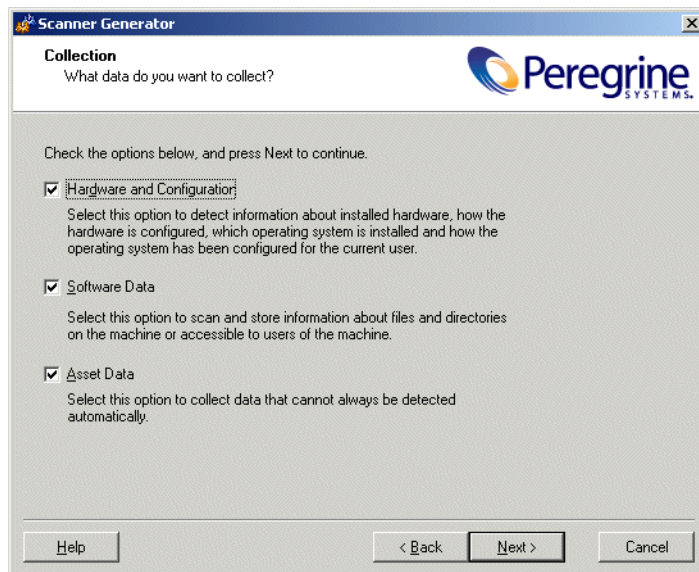 Scanner Generator
Collection
What data do you want to collect?
Peregrine
SYSTEMS.
Check the options below, and press Next to continue.
Hardware and Configuration
Select this option to detect information about installed hardware, how the
hardware is configured, which operating system is installed and how the
operating system has been configured for the current user.
Software Data
Select this option to scan and store information about files and directories
on the machine or accessible to users of the machine.
Asset Data
Select this option to collect data that cannot always be detected
automatically.
Help
< Back
Next >
Cancel